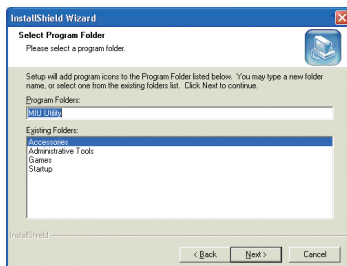 InstallShield Wizard
Select Program Folder
Please select a program folder.
Setup will add program icons to the Program Folder listed below. You may type a new folder
name, or select one from the existing folders list. Click Next to continue.
Program Folders:
MIU Utility
Existing Folders:
Accessories
Administrative Tools
Games
Startup
InstallShield
< Back
Next >
Cancel